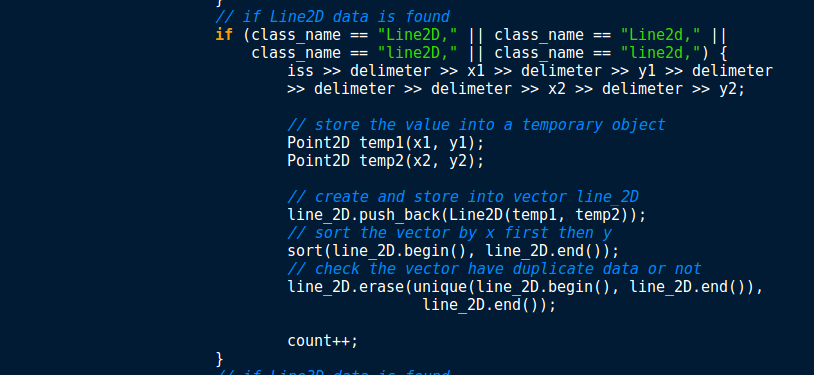 }
// if Line2D data is found
if (class_name == "Line2D," || class_name == "Line2d," ||
class_name == "line2D," || class_name == "line2d,") {
iss >> delimeter >> x1 >> delimeter >> y1 >> delimeter
>> delimeter >> delimeter >> x2 >> delimeter >> y2;
// store the value into a temporary object
Point2D temp1(x1, y1);
Point2D temp2(x2, y2);
// create and store into vector line_2D
line_2D.push_back(Line2D(temp1, temp2));
// sort the vector by x first then y
sort(line_2D.begin(), line_2D.end());
// check the vector have duplicate data or not
line_2D.erase(unique(line_2D.begin(), line_2D.end()),
line_2D.end());
count++;
}
// if Line2D data is found